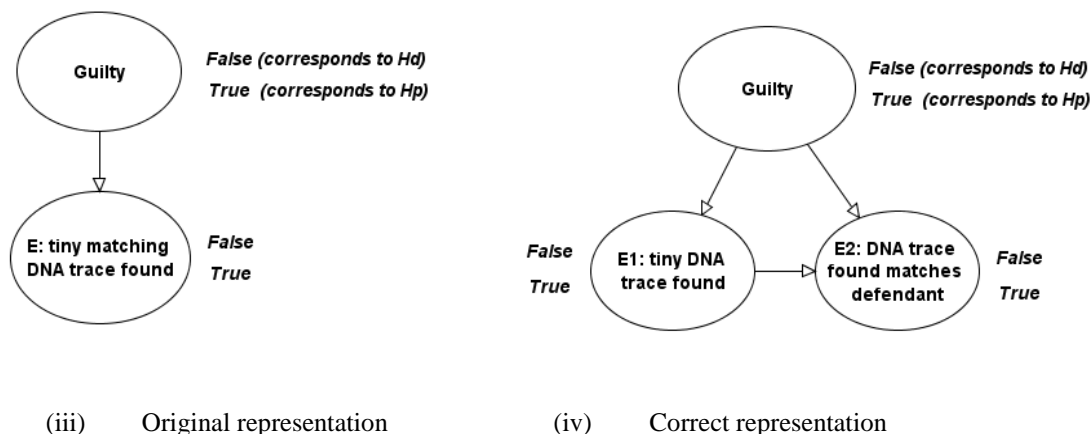 Guilty
False (corresponds to Hd)
True (corresponds to Hp)
E: tiny matching
DNA trace found
False
True
Guilty
False (corresponds to Hd)
True (corresponds to Hp)
False
True
E1: tiny DNA
trace found
E2: DNA trace
found matches
defendant
False
True
(iii) Original representation
(iv) Correct representation